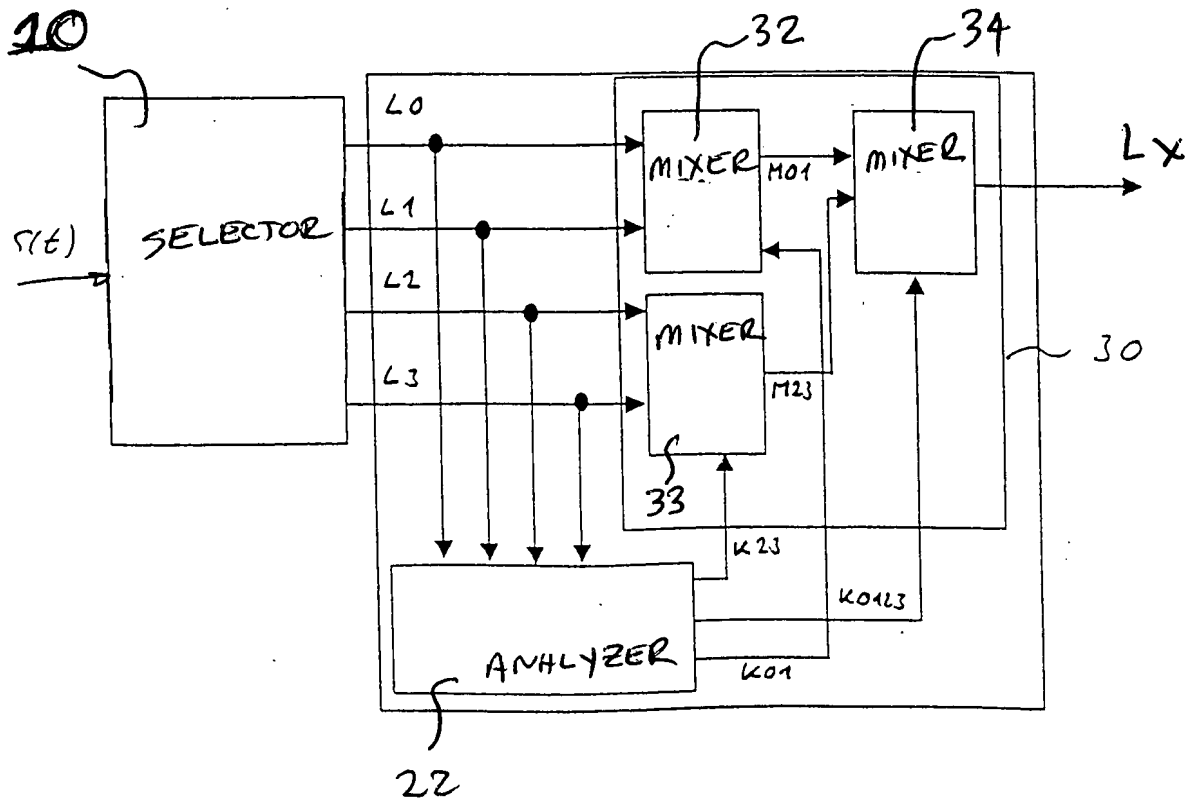 10
32
34
L0
MIXER
M01
MIXER
Lx
L1
SELECTOR
r(t)
L2
MIXER
30
L3
M23
33
K23
K0123
ANALYZER
K01
22